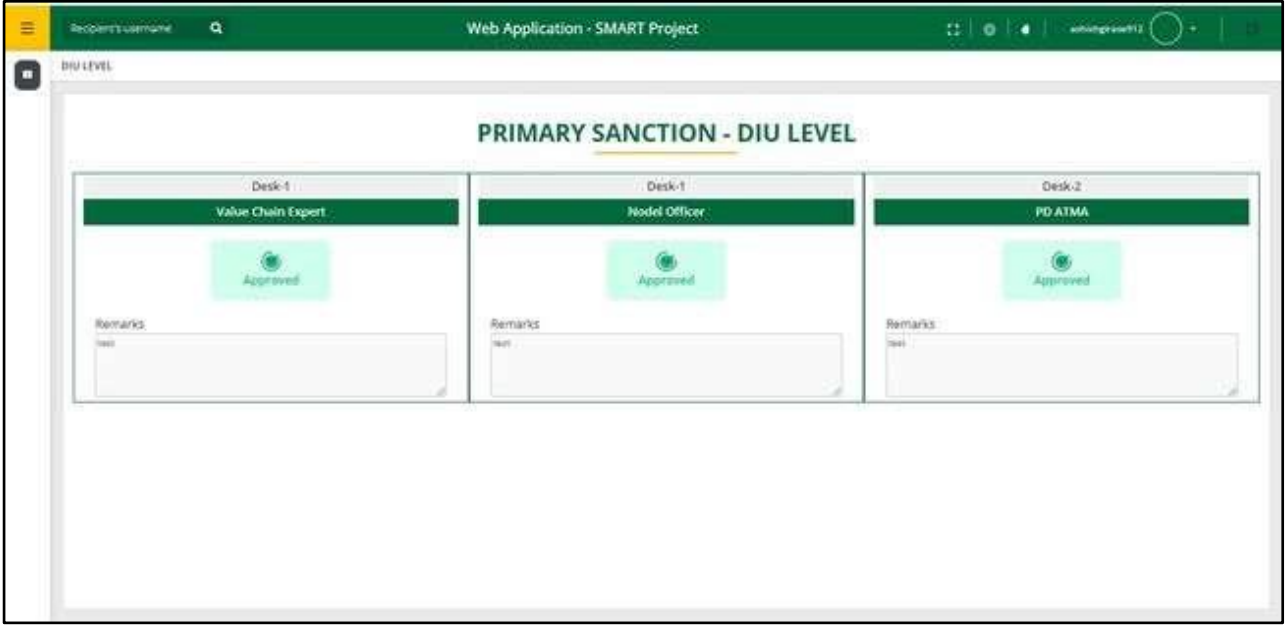 Recipient's username
Web Application - SMART Project
DIU LEVEL
PRIMARY SANCTION - DIU LEVEL
Desk-1
Value Chain Expert
Approved
Remarks
Desk-1
Nodel Officer
Approved
Remarks
Desk-2
PD ATMA
Approved
Remarks